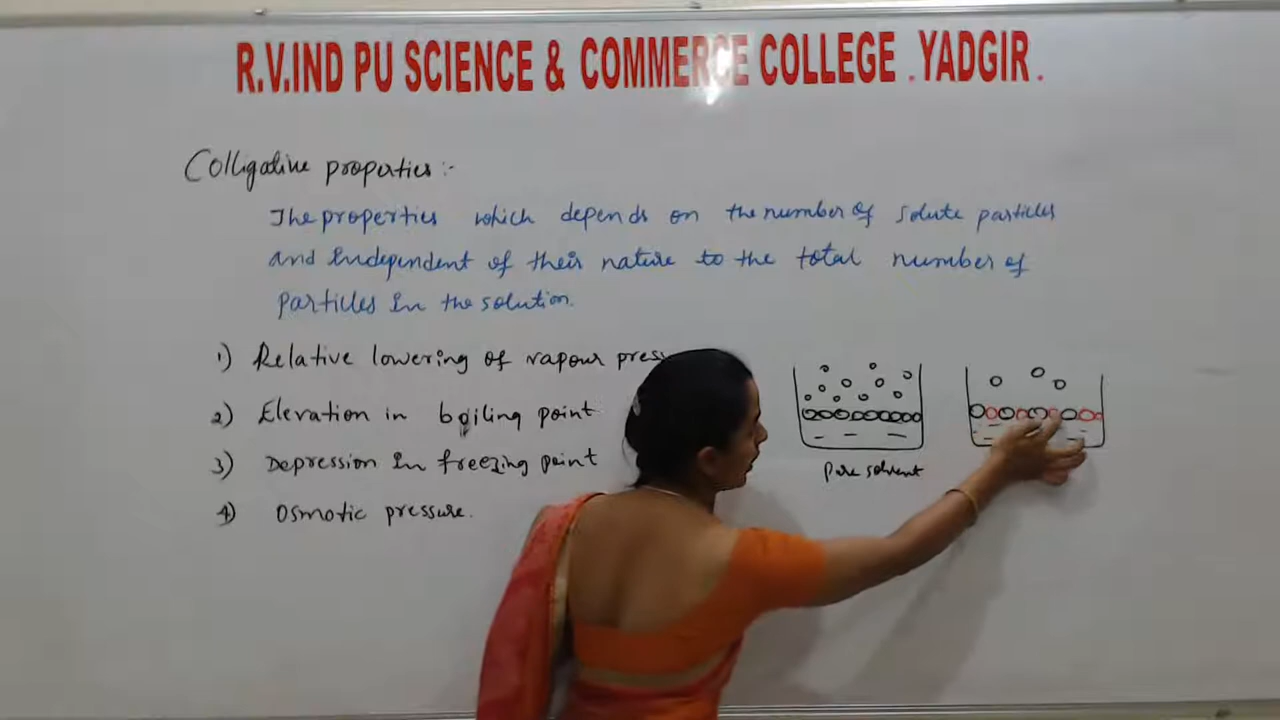 R.V.IND PU SCIENCE & COMMERCE COLLEGE . YADGIR .
Colligative properties :-
The properties which depends on the number of solute particles
and Independent of their nature to the total number of
particles In the solution.
1) Relative lowering of vapour press
2) Elevation in boiling point
3) Depression In freezing point
4) Osmotic pressure.
Pure solvent